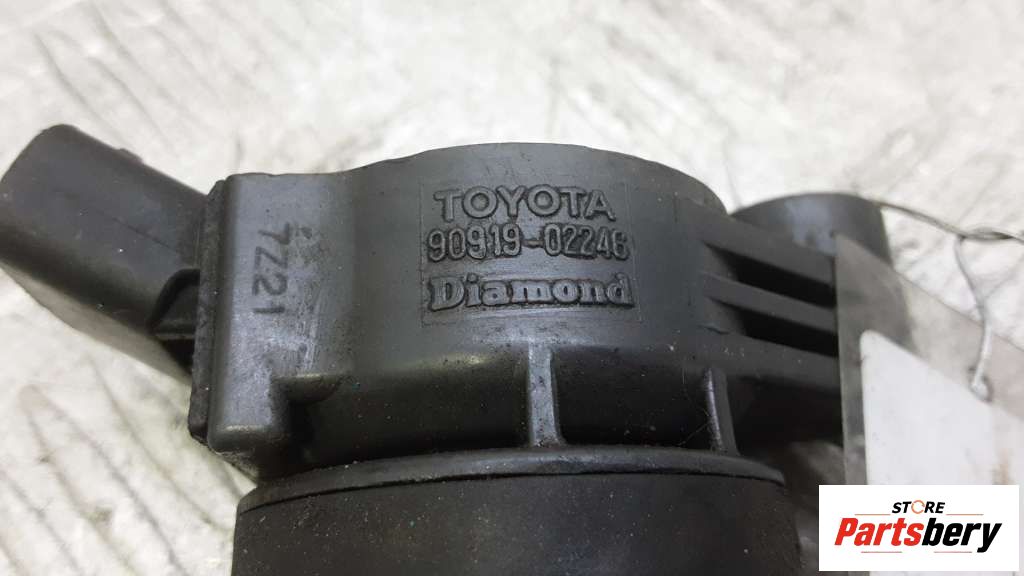 TOYOTA
90919-02246
Diamond
7Z21
STORE
Partsbery